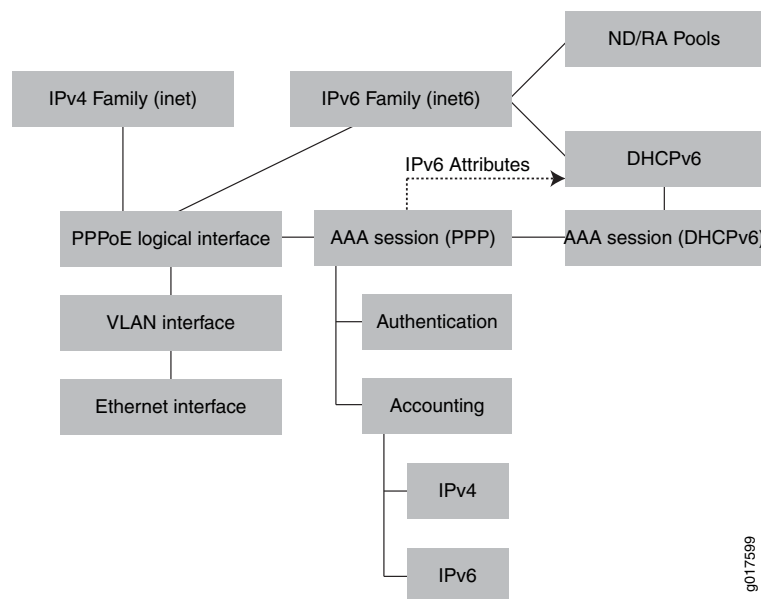 ND/RA Pools
IPv4 Family (inet)
IPv6 Family (inet6)
IPv6 Attributes
DHCPv6
PPPoE logical interface
AAA session (PPP)
AAA session (DHCPv6)
VLAN interface
Authentication
Ethernet interface
Accounting
IPv4
IPv6
g017599